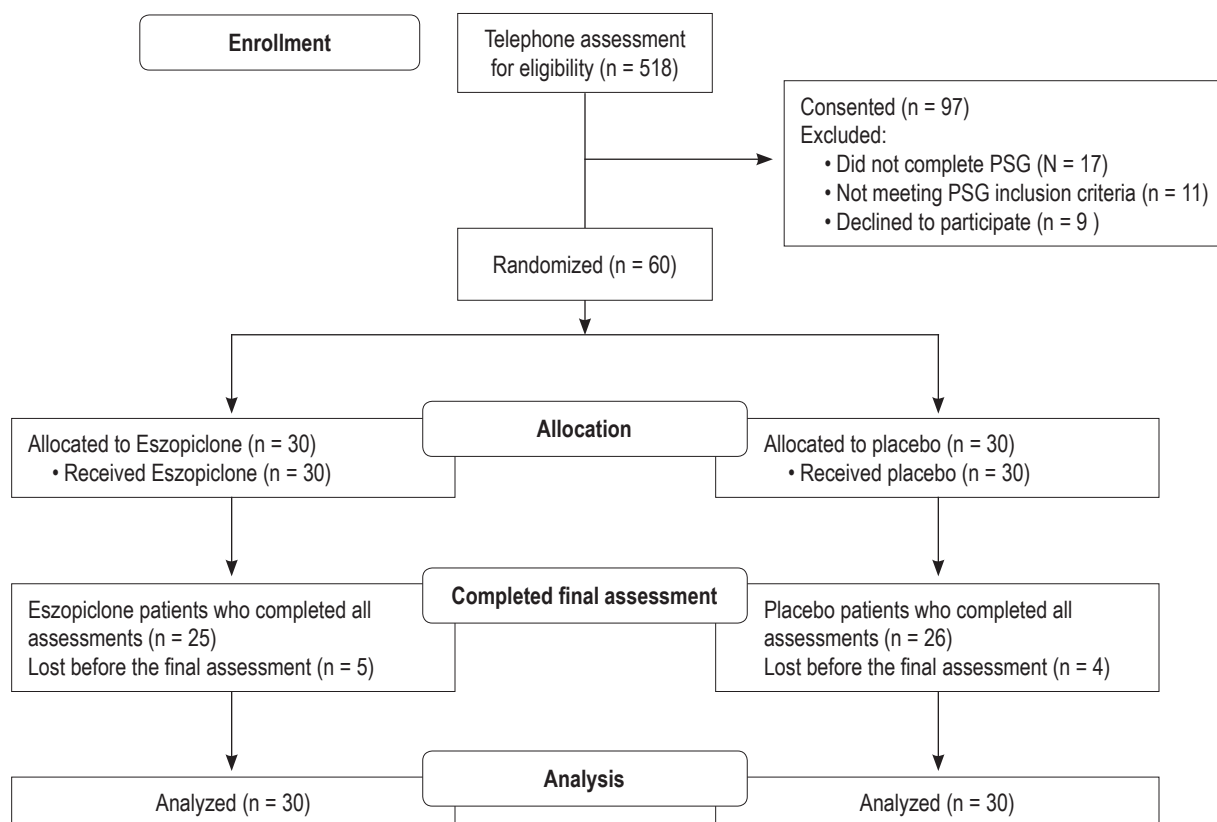 Enrollment
Telephone assessment
for eligibility (n = 518)
Consented (n = 97)
Excluded:
• Did not complete PSG (N = 17)
• Not meeting PSG inclusion criteria (n = 11)
• Declined to participate (n = 9 )
Randomized (n = 60)
Allocation
Allocated to Eszopiclone (n = 30)
• Received Eszopiclone (n = 30)
Allocated to placebo (n = 30)
• Received placebo (n = 30)
Completed final assessment
Eszopiclone patients who completed all
assessments (n = 25)
Lost before the final assessment (n = 5)
Placebo patients who completed all
assessments (n = 26)
Lost before the final assessment (n = 4)
Analysis
Analyzed (n = 30)
Analyzed (n = 30)